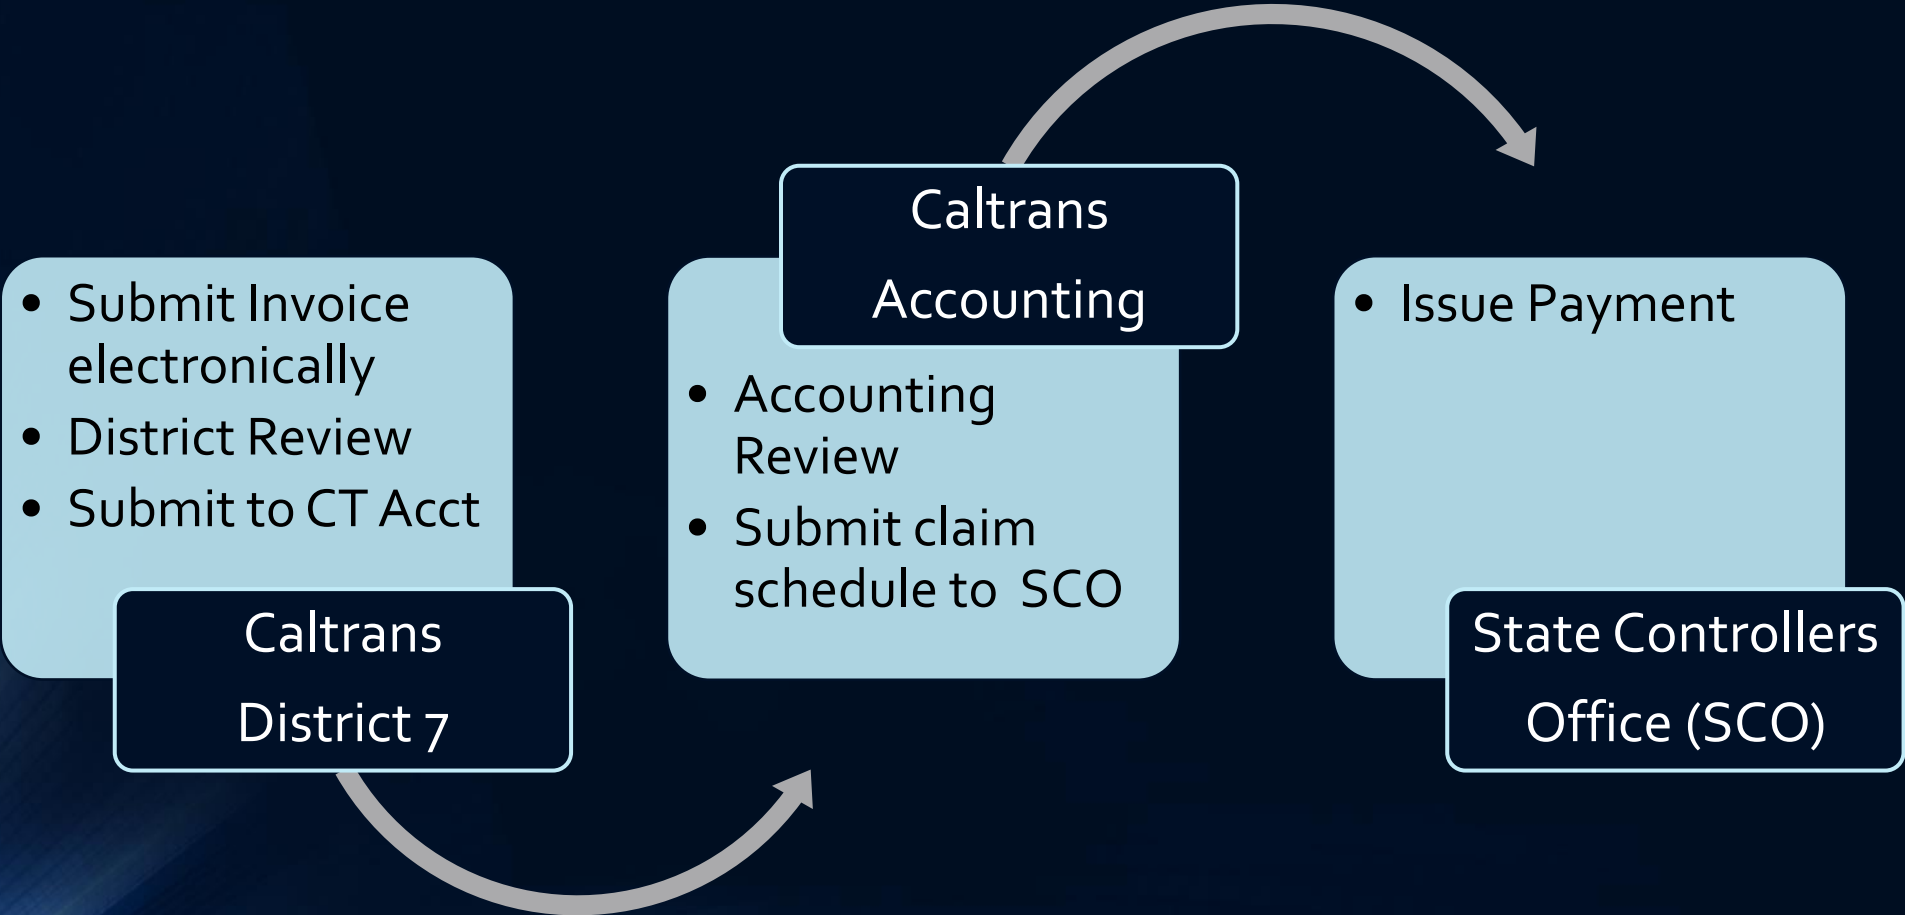 • Submit Invoice
electronically
• District Review
• Submit to CT Acct
Caltrans
District 7
Caltrans
Accounting
• Accounting
Review
• Submit claim
schedule to SCO
• Issue Payment
State Controllers
Office (SCO)